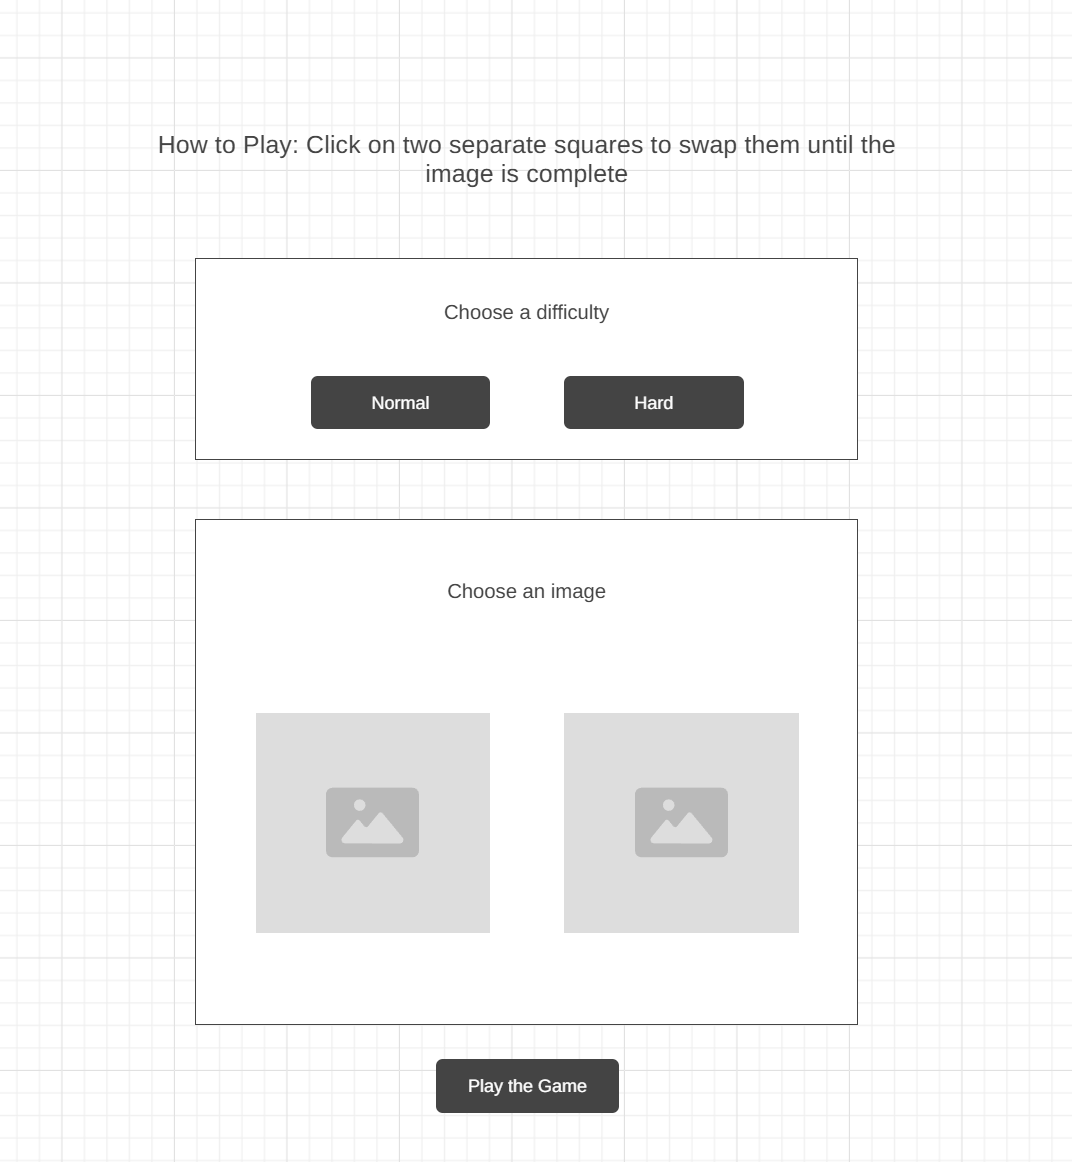 How to Play: Click on two separate squares to swap them until the
image is complete
Choose a difficulty
Normal
Hard
Choose an image
Play the Game